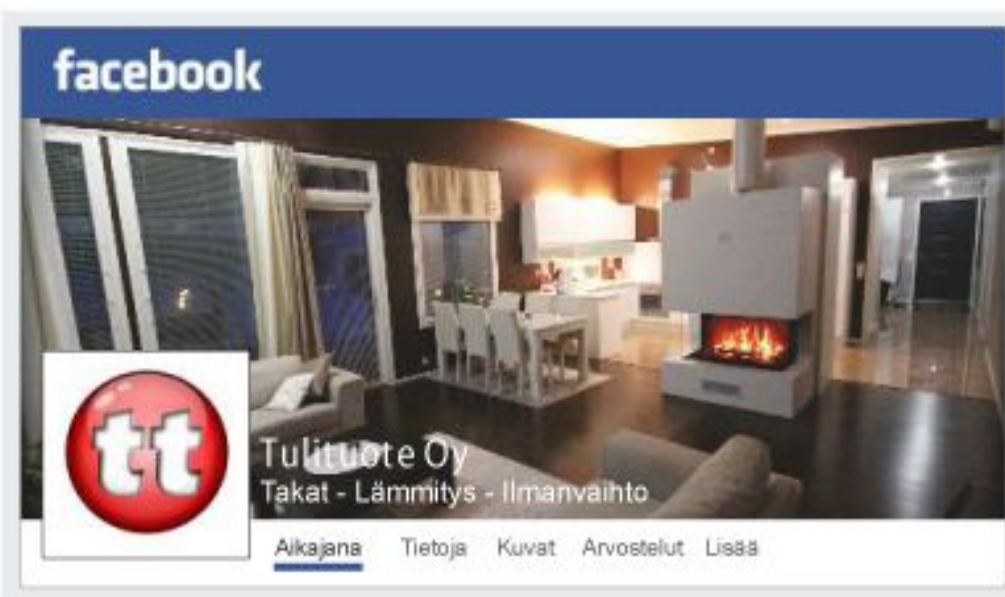 facebook
tt
Tulituote Oy
Takat - Lämmitys - Ilmanvaihto
Aikajana Tietoja Kuvat Arvostelut Lisää